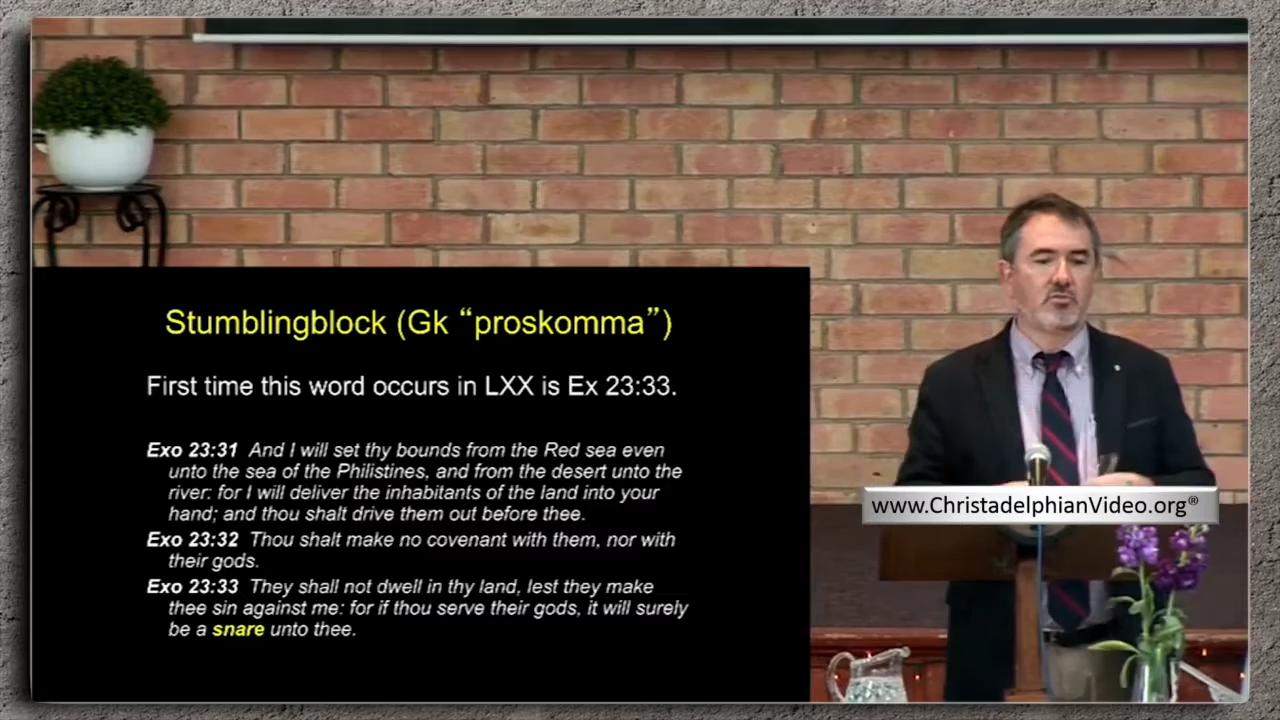 Stumblingblock (Gk “proskomma”)
First time this word occurs in LXX is Ex 23:33.
Exo 23:31 And I will set thy bounds from the Red sea even
unto the sea of the Philistines, and from the desert unto the
river: for I will deliver the inhabitants of the land into your
hand; and thou shalt drive them out before thee.
Exo 23:32 Thou shalt make no covenant with them, nor with
their gods.
Exo 23:33 They shall not dwell in thy land, lest they make
thee sin against me: for if thou serve their gods, it will surely
be a snare unto thee.
www.ChristadelphianVideo.org®